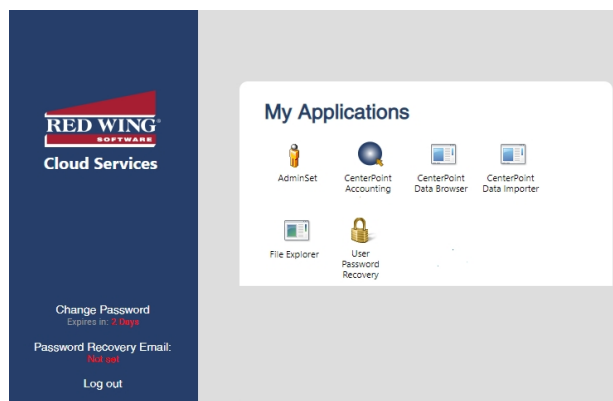 RED WING®
SOFTWARE
Cloud Services
Change Password
Expires in: 2 Days
Password Recovery Email:
Not set
Log out
My Applications
AdminSet
CenterPoint
Accounting
CenterPoint
Data Browser
CenterPoint
Data Importer
File Explorer
User
Password
Recovery